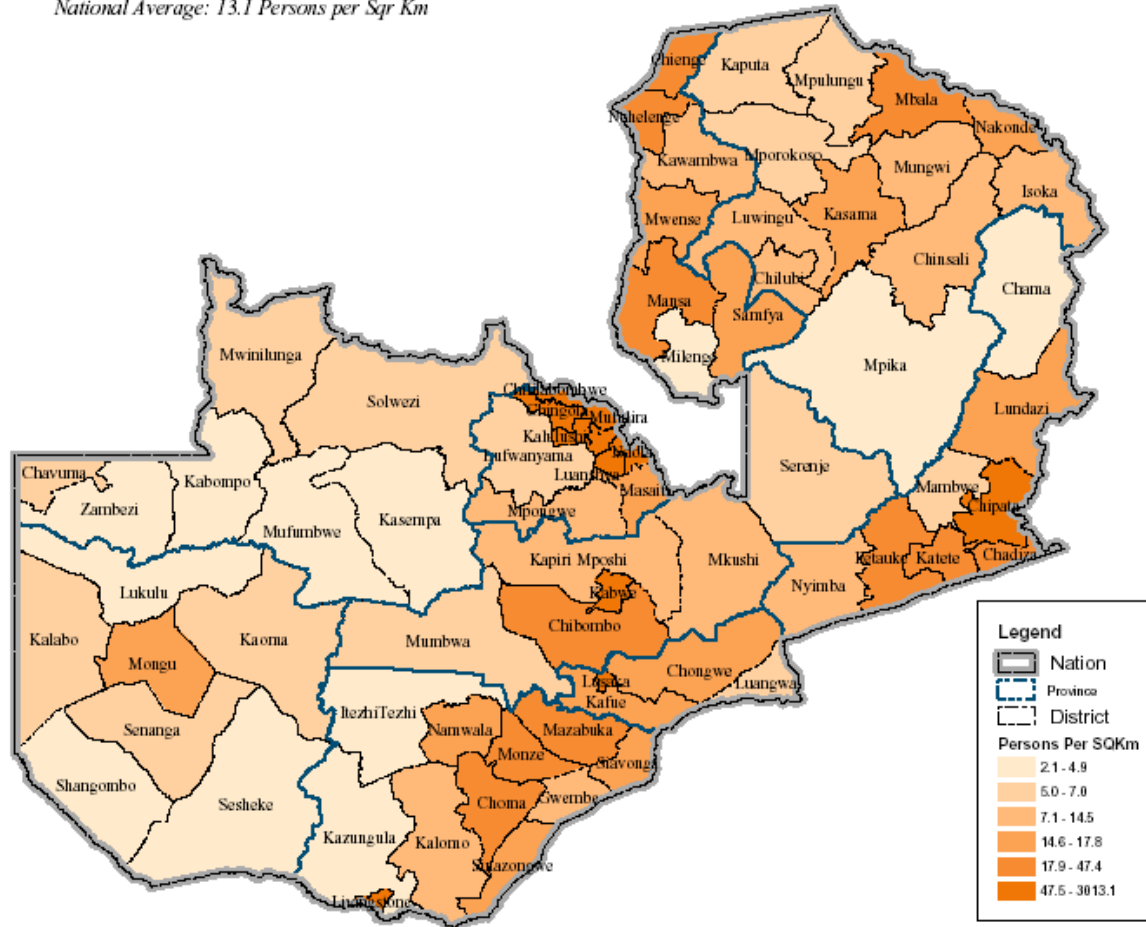 National Average: 13.1 Persons per Sqr Km
Chienge
Kaputa
Mpulungu
Mbala
Nchelenge
Nakonde
Kawambwa
Mporokoso
Mungwi
Isoka
Mwense
Luwingu
Kasama
Chinsali
Chilubi
Chama
Mansa
Samfya
Milenge
Mpika
Mwinilunga
Lundazi
Solwezi
Chililabombwe
Chingola
Mufulira
Kalulushi
Lufwanyama
Ndola
Serenje
Chavuma
Kabompo
Luanshya
Masaiti
Mambwe
Chipata
Zambezi
Mufumbwe
Kasempa
Mpongwe
Petauke
Katete
Chadiza
Kapiri Mposhi
Mkushi
Nyimba
Lukulu
Kabwe
Kalabo
Kaoma
Mumbwa
Chibombo
Mongu
Chongwe
Luangwa
Lusaka
Kafue
ItezhiTezhi
Senanga
Namwala
Mazabuka
Monze
Siavonga
Shangombo
Sesheke
Choma
Gwembe
Kazungula
Kalomo
Sinazongwe
Livingstone
Legend
Nation
Province
District
Persons Per SQKm
2.1 - 4.9
5.0 - 7.0
7.1 - 14.5
14.6 - 17.8
17.9 - 47.4
47.5 - 3013.1